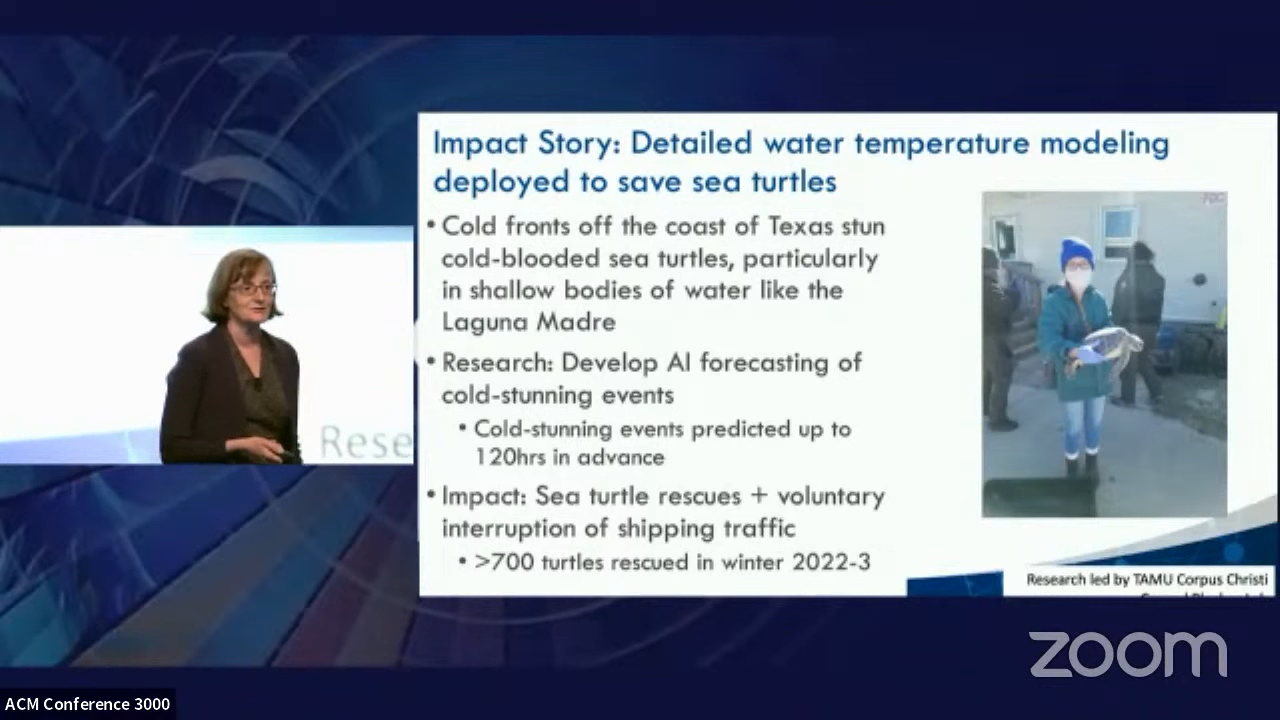 Impact Story: Detailed water temperature modeling
deployed to save sea turtles
• Cold fronts off the coast of Texas stun
cold-blooded sea turtles, particularly
in shallow bodies of water like the
Laguna Madre
• Research: Develop AI forecasting of
cold-stunning events
• Cold-stunning events predicted up to
120hrs in advance
• Impact: Sea turtle rescues + voluntary
interruption of shipping traffic
• >700 turtles rescued in winter 2022-3
Research led by TAMU Corpus Christi
Rese
zoom
ACM Conference 3000